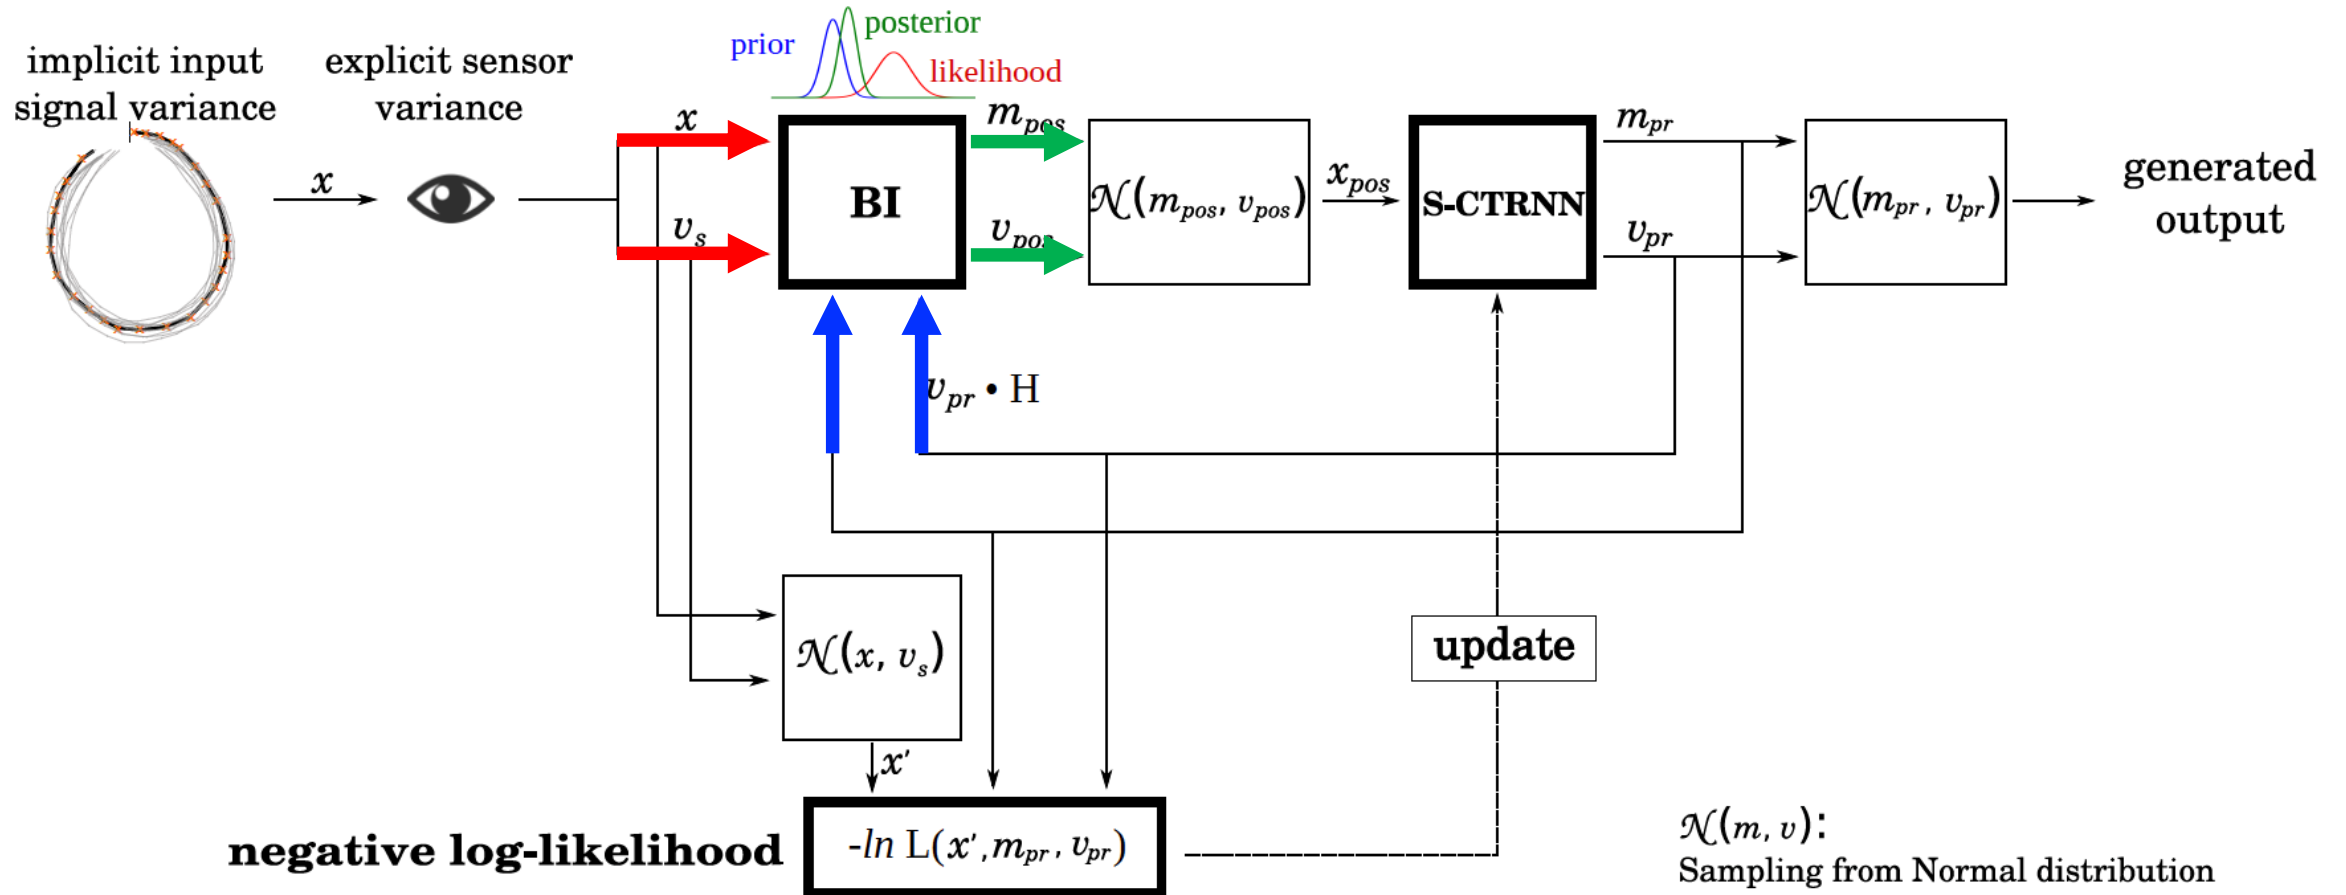 implicit input
signal variance
explicit sensor
variance
prior
posterior
likelihood
x
x
v_s
BI
m_pos
v_pos
𝒩(m_pos, v_pos)
x_pos
S-CTRNN
m_pr
v_pr
𝒩(m_pr, v_pr)
generated
output
v_pr • H
𝒩(x, v_s)
update
x'
negative log-likelihood
-ln L(x', m_pr, v_pr)
𝒩(m, v):
Sampling from Normal distribution